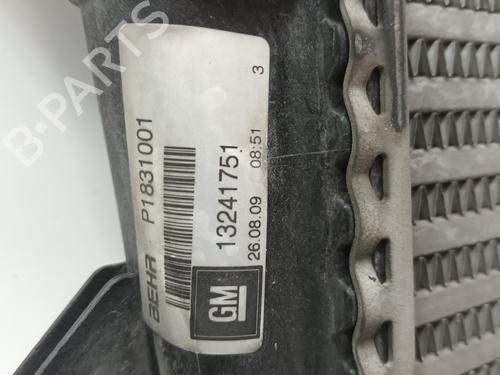 BEHR P1831001
GM 13241751
26.08.09 08:51 3
B-PARTS